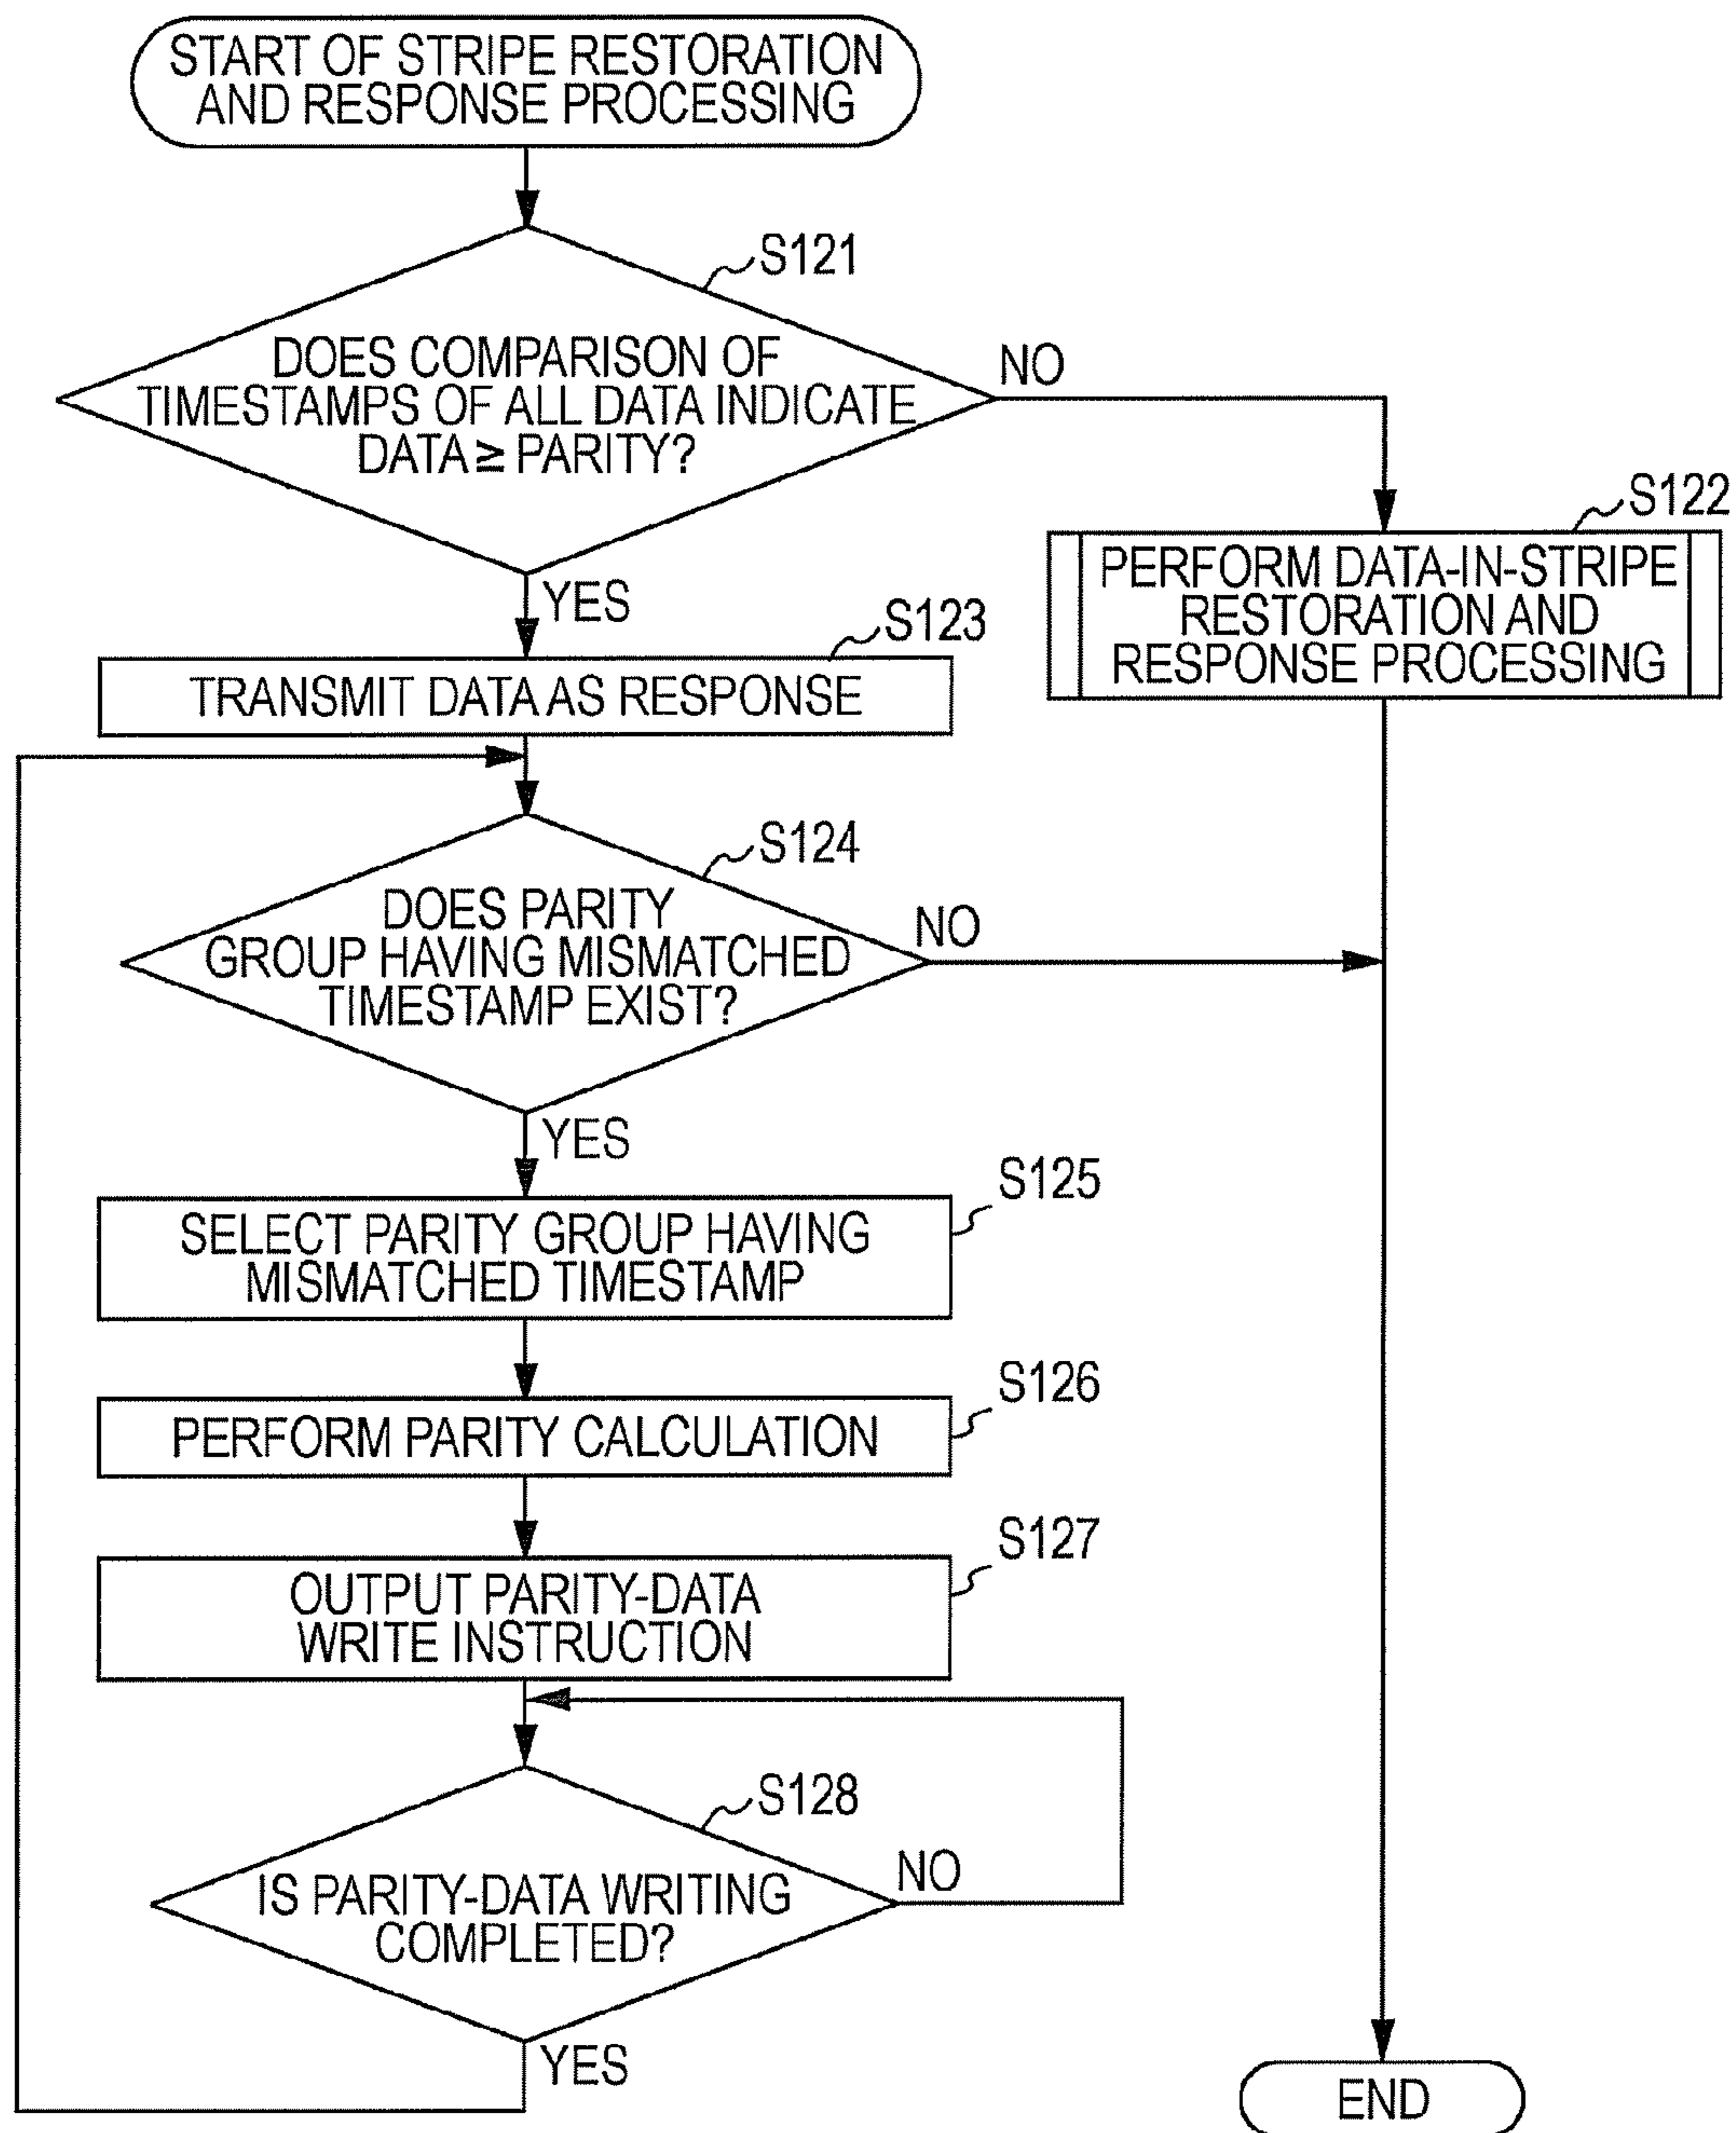 START OF STRIPE RESTORATION
AND RESPONSE PROCESSING
S121
DOES COMPARISON OF
TIMESTAMPS OF ALL DATA INDICATE
DATA ≧ PARITY?
NO
YES
S122
PERFORM DATA-IN-STRIPE
RESTORATION AND
RESPONSE PROCESSING
S123
TRANSMIT DATA AS RESPONSE
S124
DOES PARITY
GROUP HAVING MISMATCHED
TIMESTAMP EXIST?
NO
YES
S125
SELECT PARITY GROUP HAVING
MISMATCHED TIMESTAMP
S126
PERFORM PARITY CALCULATION
S127
OUTPUT PARITY-DATA
WRITE INSTRUCTION
S128
IS PARITY-DATA WRITING
COMPLETED?
NO
YES
END